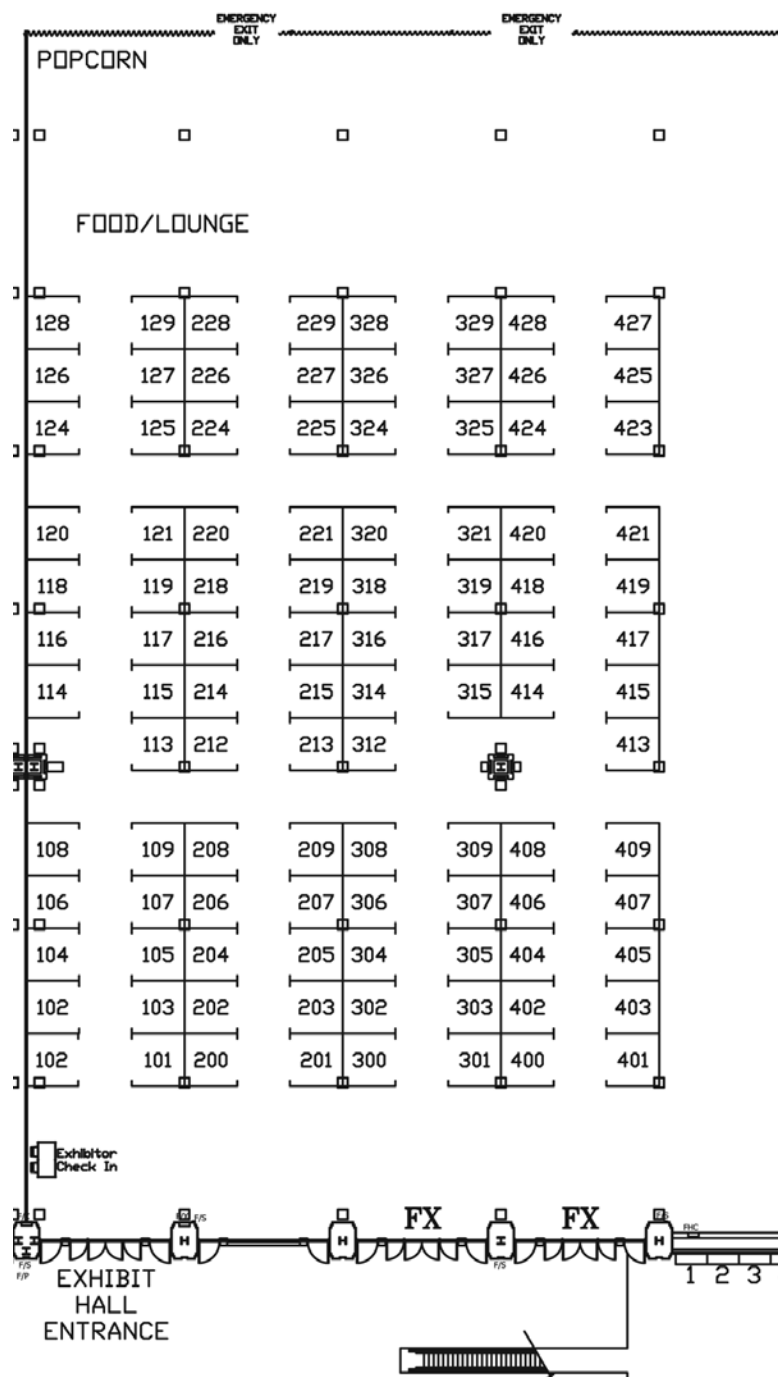 EMERGENCY EXIT ONLY
EMERGENCY EXIT ONLY
POPCORN
FOOD/LOUNGE
128 129 228 229 328 329 428 427
126 127 226 227 326 327 426 425
124 125 224 225 324 325 424 423
120 121 220 221 320 321 420 421
118 119 218 219 318 319 418 419
116 117 216 217 316 317 416 417
114 115 214 215 314 315 414 415
113 212 213 312 413
108 109 208 209 308 309 408 409
106 107 206 207 306 307 406 407
104 105 204 205 304 305 404 405
102 103 202 203 302 303 402 403
102 101 200 201 300 301 400 401
Exhibitor
Check In
F/S
FX FX
FHC
H H H
F/S
F/P
F/S
1 2 3
EXHIBIT
HALL
ENTRANCE